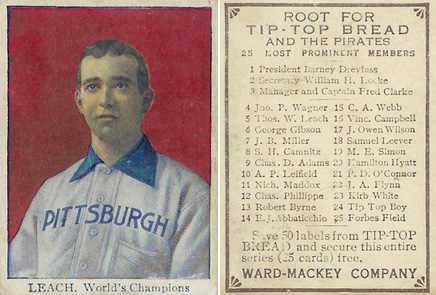 PITTSBURGH
LEACH, World's Champions
ROOT FOR
TIP-TOP BREAD
AND THE PIRATES
25 MOST PROMINENT MEMBERS
1 President Barney Dreyfuss
2 Secretary William H. Locke
3 Manager and Captain Fred Clarke
4 Jno. P. Wagner 15 C. A. Webb
5 Thos. W. Leach 16 Vinc. Campbell
6 George Gibson 17 J. Owen Wilson
7 J. B. Miller 18 Samuel Leever
8 S. H. Camnitz 19 M. E. Simon
9 Chas. D. Adams 20 Hamilton Hyatt
10 A. P. Leifield 21 P. D. O'Connor
11 Nich. Maddox 22 J. A. Flynn
12 Chas. Phillippe 23 Kirb White
13 Robert Byrne 24 Tip Top Boy
14 E. J. Abbaticchio 25 Forbes Field
Save 50 labels from TIP-TOP
BREAD and secure this entire
series (25 cards) free.
WARD-MACKEY COMPANY